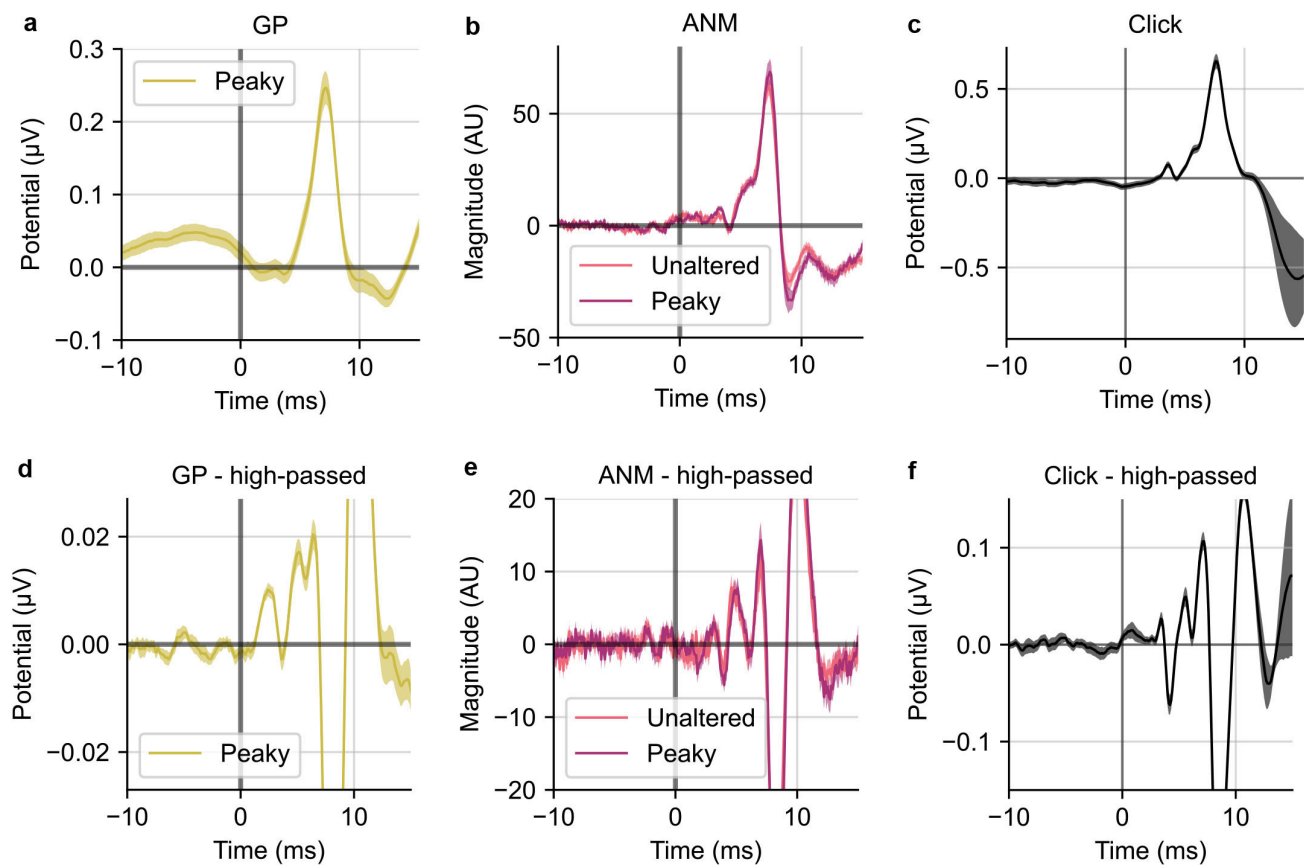 a
GP
0.3
0.2
0.1
0.0
−0.1
Potential (µV)
Peaky
−10
0
10
Time (ms)
b
ANM
50
0
−50
Magnitude (AU)
Unaltered
Peaky
−10
0
10
Time (ms)
c
Click
0.5
0.0
−0.5
Potential (µV)
−10
0
10
Time (ms)
d
GP - high-passed
0.02
0.00
−0.02
Potential (µV)
Peaky
−10
0
10
Time (ms)
e
ANM - high-passed
20
10
0
−10
−20
Magnitude (AU)
Unaltered
Peaky
−10
0
10
Time (ms)
f
Click - high-passed
0.1
0.0
−0.1
Potential (µV)
−10
0
10
Time (ms)